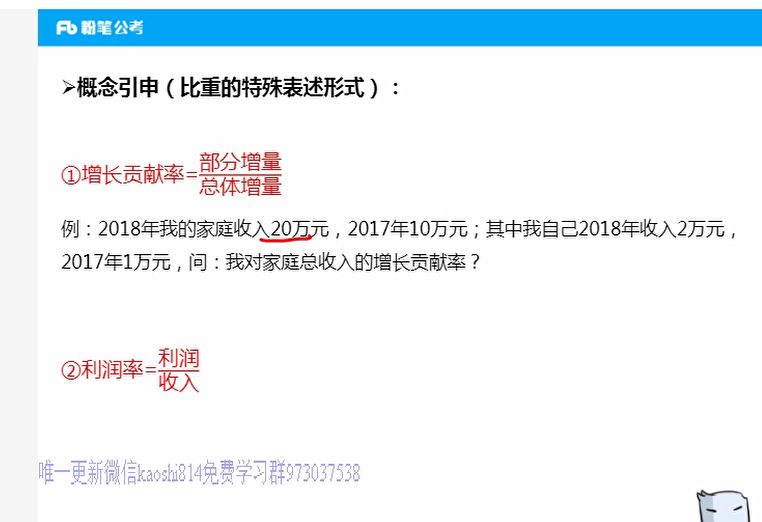 粉笔公考
➢概念引申（比重的特殊表述形式）：
①增长贡献率=部分增量/总体增量
例：2018年我的家庭收入20万元，2017年10万元；其中我自己2018年收入2万元，
2017年1万元，问：我对家庭总收入的增长贡献率？
②利润率=利润/收入
唯一更新微信kaoshi814免费学习群973037538